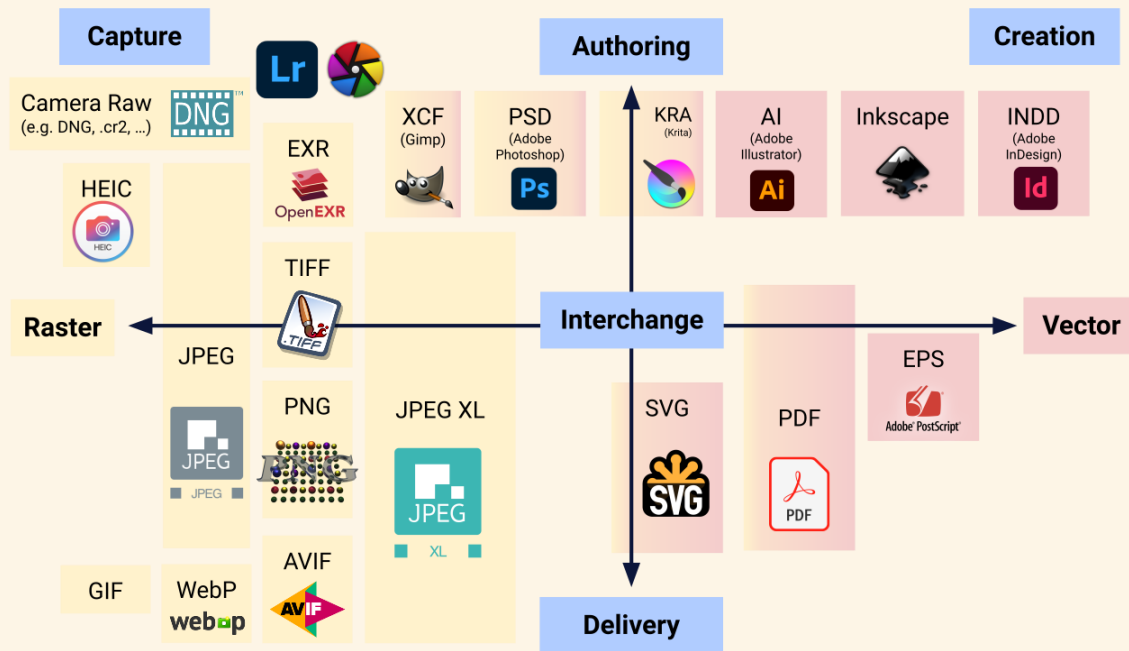 Capture
Authoring
Creation
Lr
Camera Raw
(e.g. DNG, .cr2, ...)
DNG™
XCF
(Gimp)
PSD
(Adobe
Photoshop)
Ps
KRA
(Krita)
AI
(Adobe
Illustrator)
Ai
Inkscape
INDD
(Adobe
InDesign)
Id
EXR
OpenEXR
HEIC
HEIC
TIFF
.TIFF
Raster
Interchange
Vector
JPEG
JPEG
JPEG
PNG
PNG
JPEG XL
JPEG
XL
SVG
SVG
PDF
PDF
EPS
Adobe® PostScript®
GIF
WebP
webp
AVIF
AVIF
Delivery